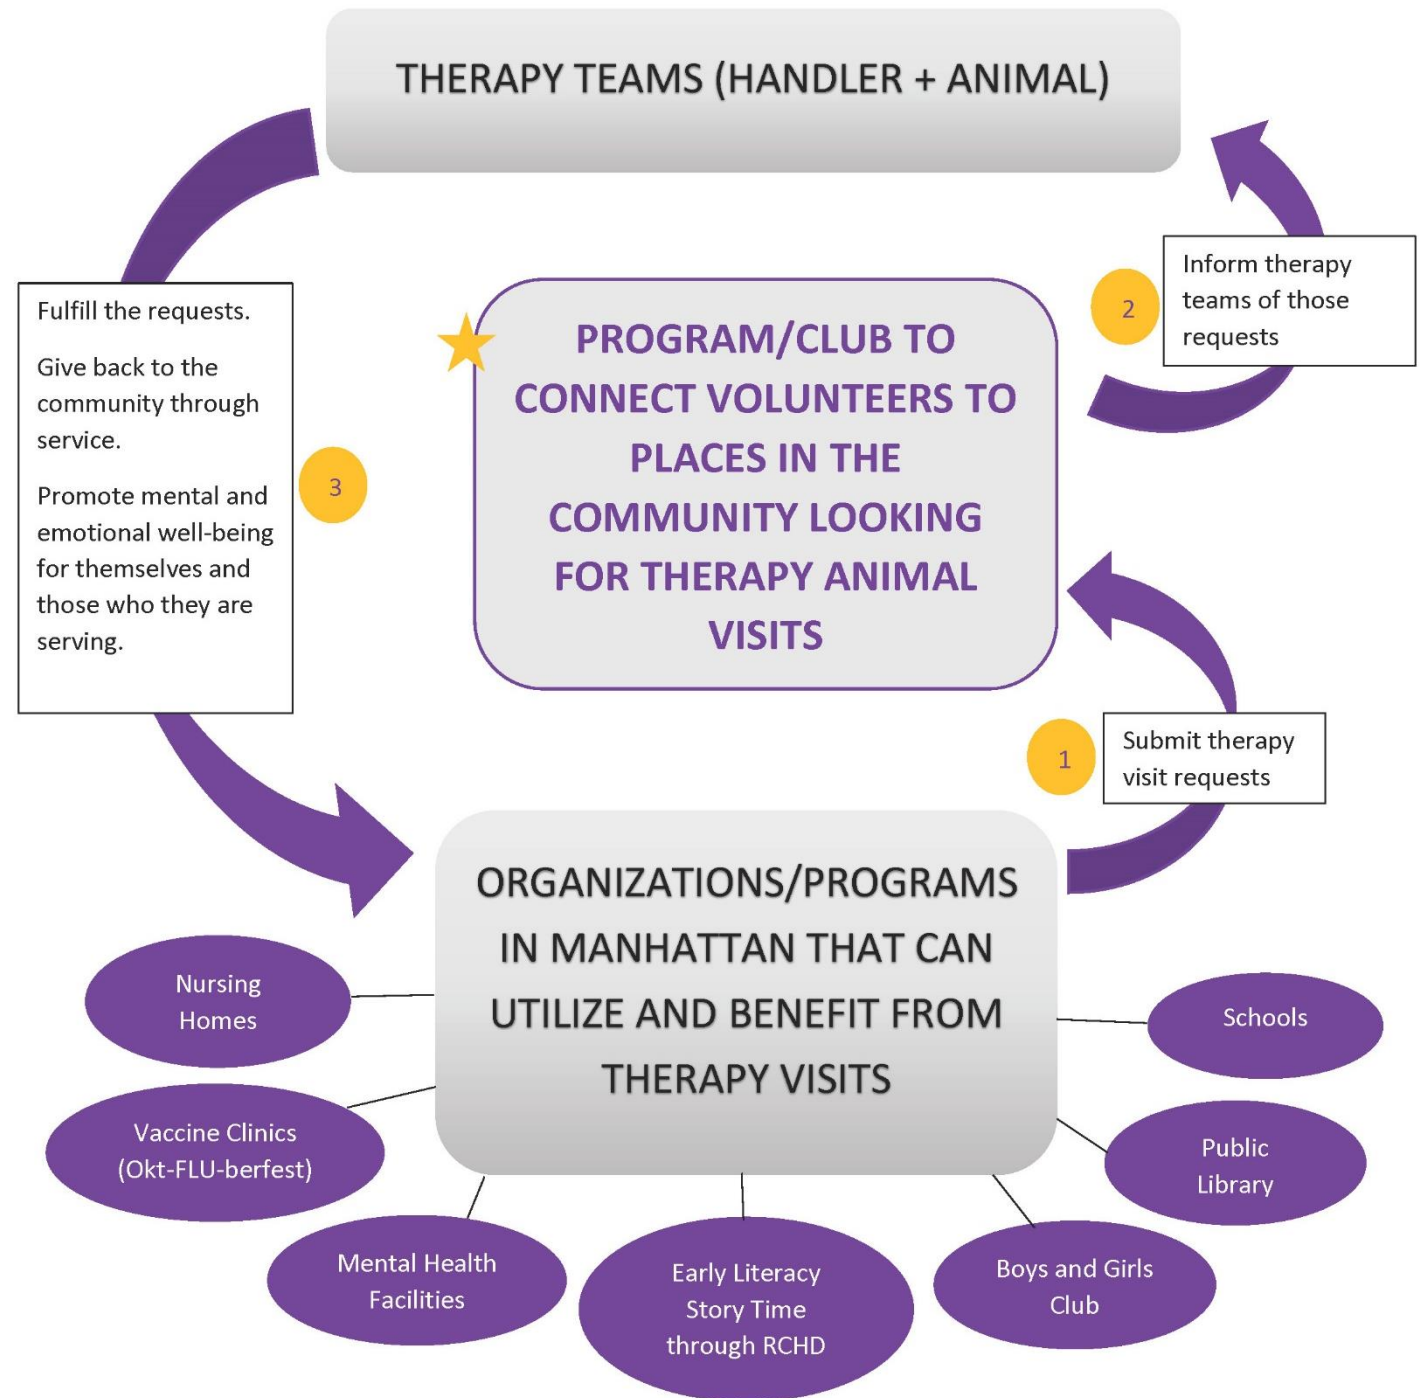 THERAPY TEAMS (HANDLER + ANIMAL)
Inform therapy
teams of those
requests
2
Fulfill the requests.
Give back to the
community through
service.
Promote mental and
emotional well-being
for themselves and
those who they are
serving.
3
PROGRAM/CLUB TO
CONNECT VOLUNTEERS TO
PLACES IN THE
COMMUNITY LOOKING
FOR THERAPY ANIMAL
VISITS
1
Submit therapy
visit requests
ORGANIZATIONS/PROGRAMS
IN MANHATTAN THAT CAN
UTILIZE AND BENEFIT FROM
THERAPY VISITS
Nursing
Homes
Vaccine Clinics
(Okt-FLU-berfest)
Mental Health
Facilities
Early Literacy
Story Time
through RCHD
Boys and Girls
Club
Public
Library
Schools